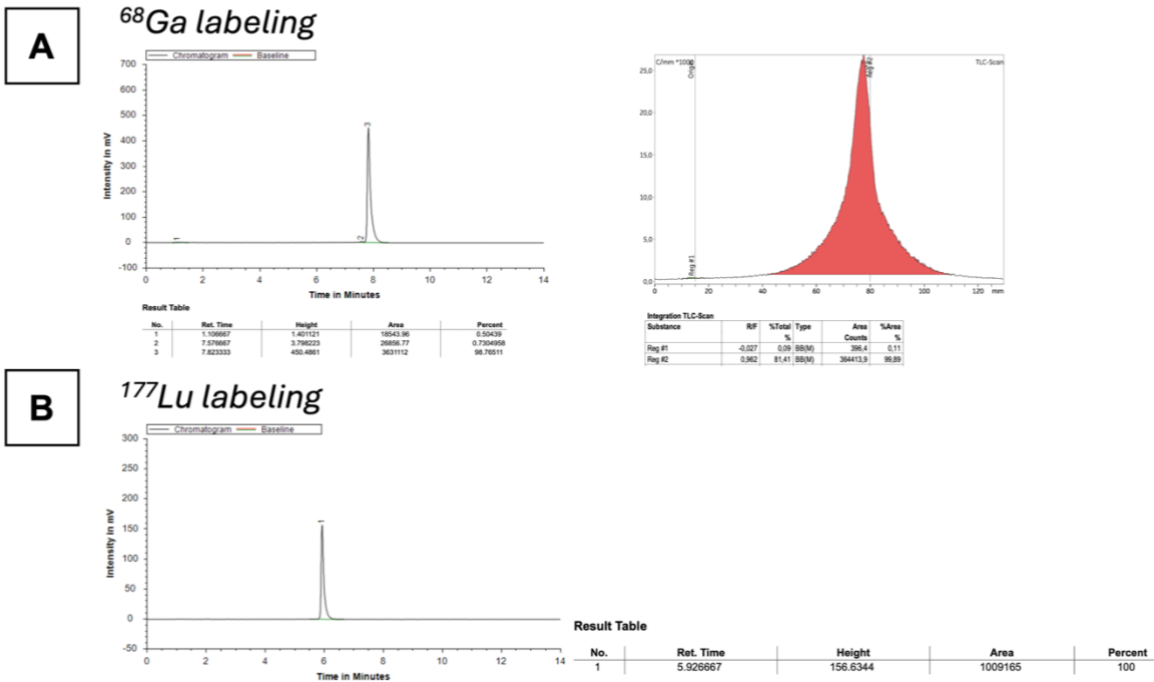 A
68Ga labeling
Chromatogram Baseline
700
600
500
400
300
200
100
0
-100
Intensity in mV
1
2
3
0 2 4 6 8 10 12 14
Time in Minutes
Result Table
No. Ret. Time Height Area Percent
1 1.106667 1.401121 18543.96 0.50439
2 7.576667 3.798223 26856.77 0.7304958
3 7.823333 450.4861 3631112 98.76511
C/mm *1000
TLC-Scan
Reg #2
25,0
20,0
15,0
10,0
5,0
0,0
Reg #1
0 20 40 60 80 100 120 mm
Integration TLC-Scan
Substance R/F %Total Type Area %Area
% Counts %
Reg #1 -0,027 0,09 BB(M) 396,4 0,11
Reg #2 0,962 81,41 BB(M) 364413,9 99,89
B
177Lu labeling
Chromatogram Baseline
300
250
200
150
100
50
0
-50
Intensity in mV
1
0 2 4 6 8 10 12 14
Time in Minutes
Result Table
No. Ret. Time Height Area Percent
1 5.926667 156.6344 1009165 100